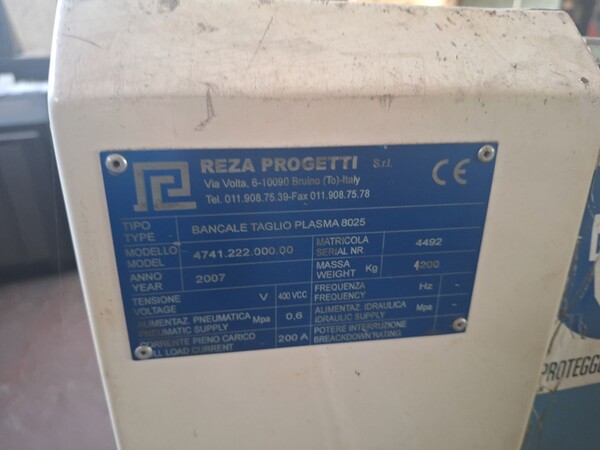 REZA PROGETTI S.r.l.
Via Volta, 6-10090 Bruino (To)-Italy
Tel. 011.908.75.39-Fax 011.908.75.78
CE
TIPO
TYPE
BANCALE TAGLIO PLASMA 8025
MODELLO
MODEL
4741.222.000.00
MATRICOLA
SERIAL NR.
4492
ANNO
YEAR
2007
MASSA
WEIGHT
Kg
4200
TENSIONE
VOLTAGE
V
400 VCC
FREQUENZA
FREQUENCY
Hz
-
ALIMENTAZ. PNEUMATICA
PNEUMATIC SUPPLY
Mpa
0,6
ALIMENTAZ. IDRAULICA
IDRAULIC SUPPLY
Mpa
-
CORRENTE PIENO CARICO
FULL LOAD CURRENT
200 A
POTERE INTERRUZIONE
BREACKDOWN RATING
-